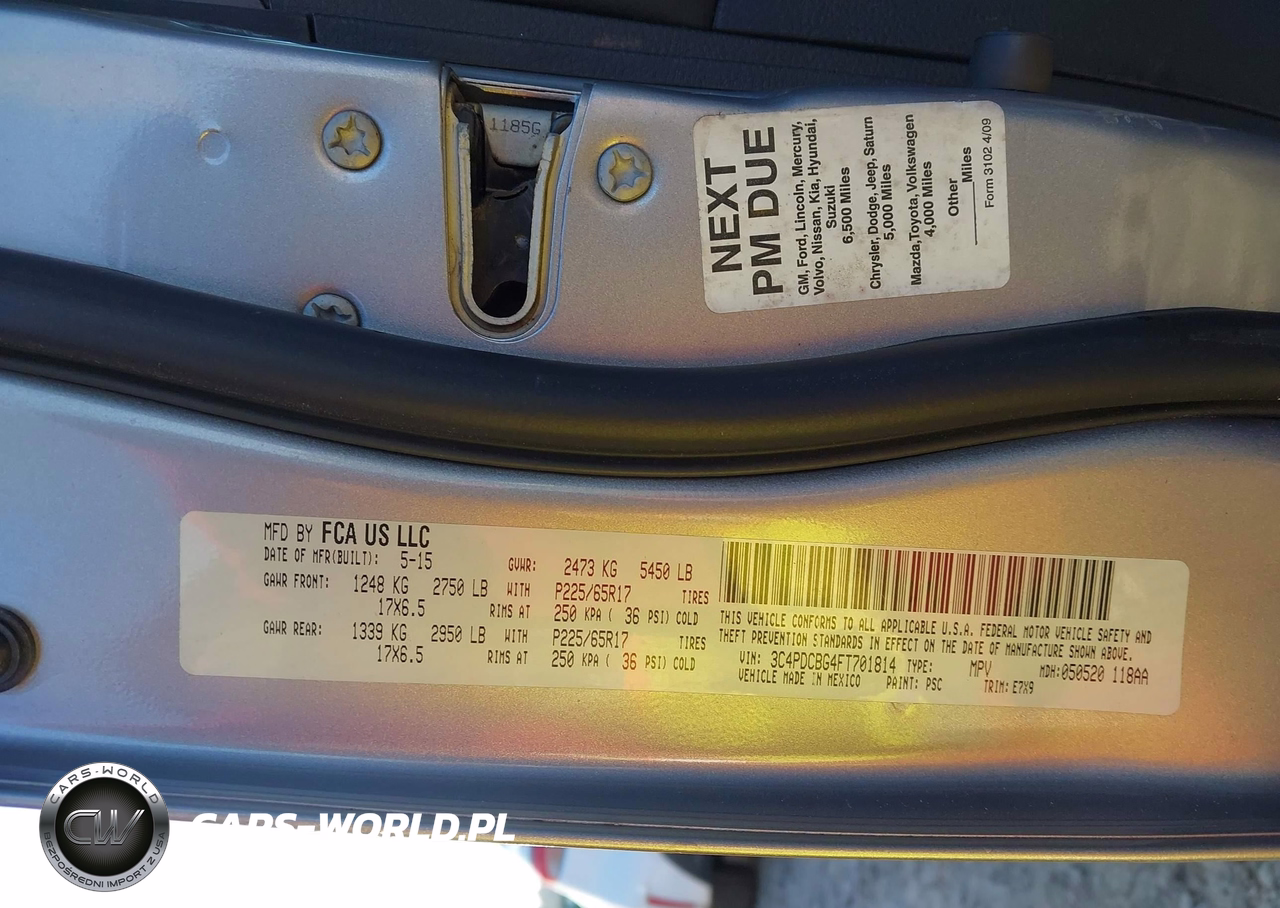 1185G
NEXT
PM DUE
GM, Ford, Lincoln, Mercury,
Volvo, Nissan, Kia, Hyundai,
Suzuki
6,500 Miles
Chrysler, Dodge, Jeep, Saturn
5,000 Miles
Mazda,Toyota, Volkswagen
4,000 Miles
Other
______Miles
Form 3102 4/09
MFD BY FCA US LLC
DATE OF MFR(BUILT): 5-15
GVWR: 2473 KG 5450 LB
GAWR FRONT: 1248 KG 2750 LB WITH P225/65R17 TIRES
17X6.5 RIMS AT 250 KPA ( 36 PSI) COLD
GAWR REAR: 1339 KG 2950 LB WITH P225/65R17 TIRES
17X6.5 RIMS AT 250 KPA ( 36 PSI) COLD
THIS VEHICLE CONFORMS TO ALL APPLICABLE U.S.A. FEDERAL MOTOR VEHICLE SAFETY AND
THEFT PREVENTION STANDARDS IN EFFECT ON THE DATE OF MANUFACTURE SHOWN ABOVE.
VIN: 3C4PDCBG4FT701814 TYPE: MPV MDH:050520 118AA
VEHICLE MADE IN MEXICO PAINT: PSC TRIM: E7X9
CARS-WORLD
CW
BEZPOŚREDNI IMPORT Z USA
CARS-WORLD.PL